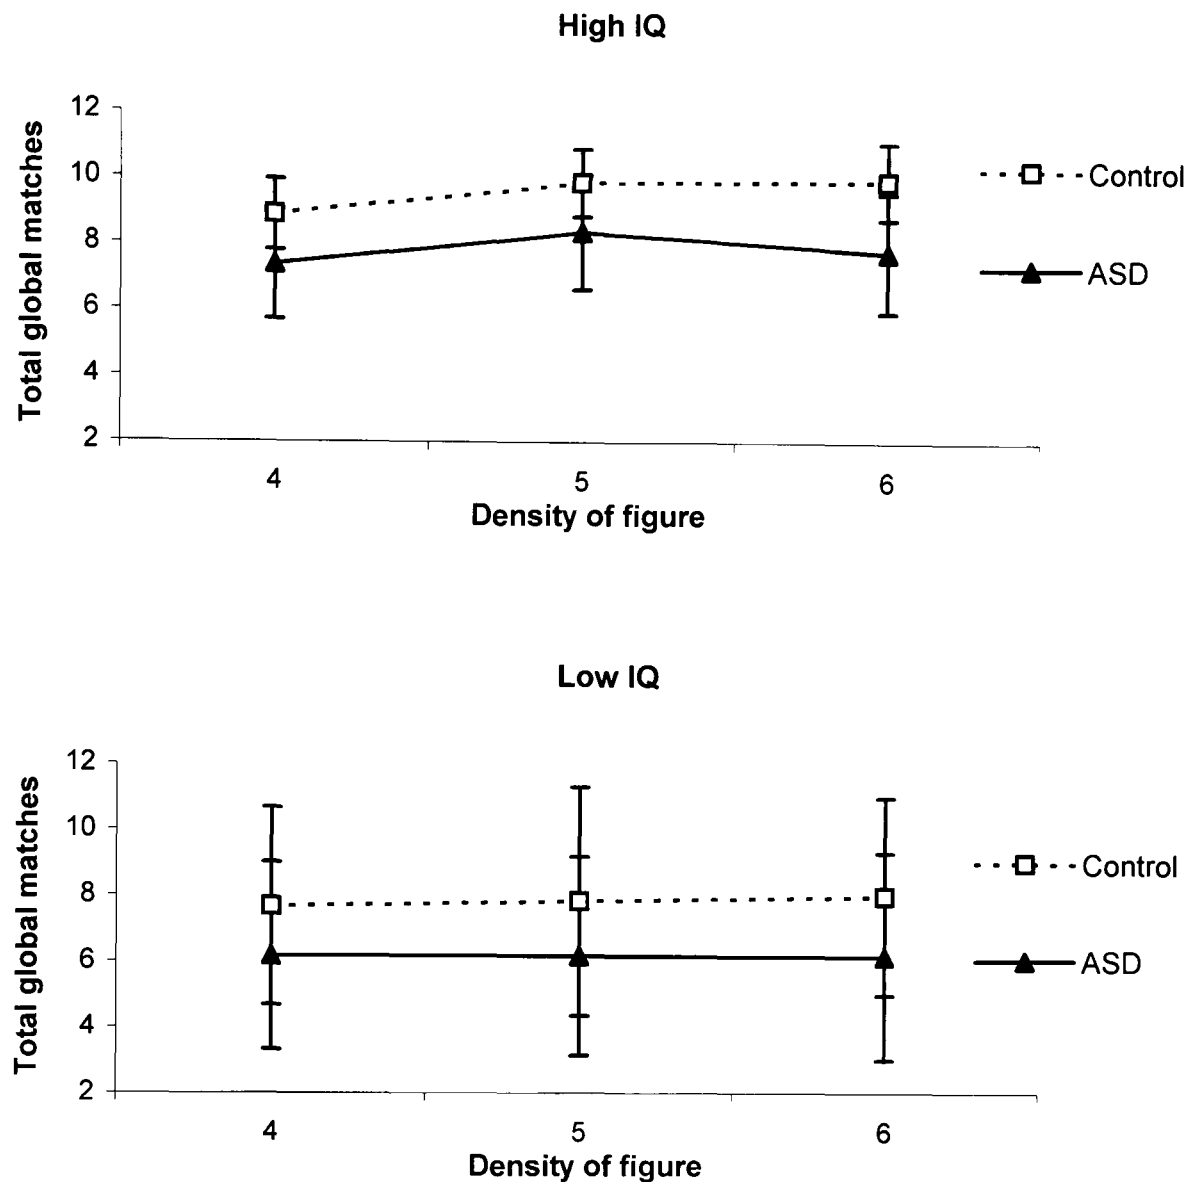 High IQ
Total global matches
12
10
8
6
4
2
4 5 6
Density of figure
Control
ASD
Low IQ
Total global matches
12
10
8
6
4
2
4 5 6
Density of figure
Control
ASD